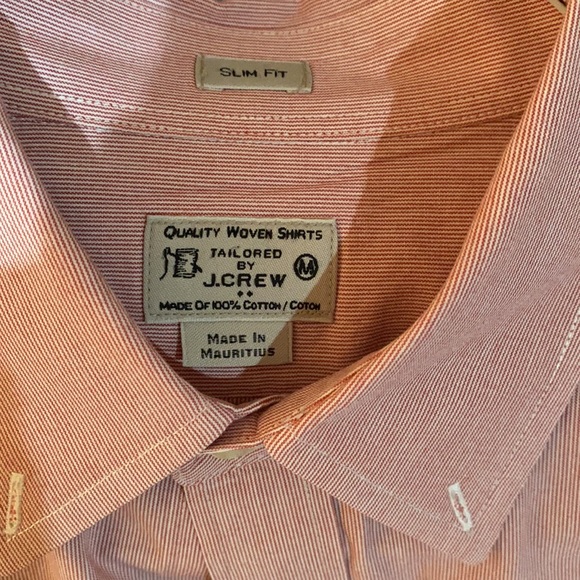 SLIM FIT
QUALITY WOVEN SHIRTS
TAILORED
BY
J.CREW
M
MADE OF 100% COTTON / COTON
MADE IN
MAURITIUS